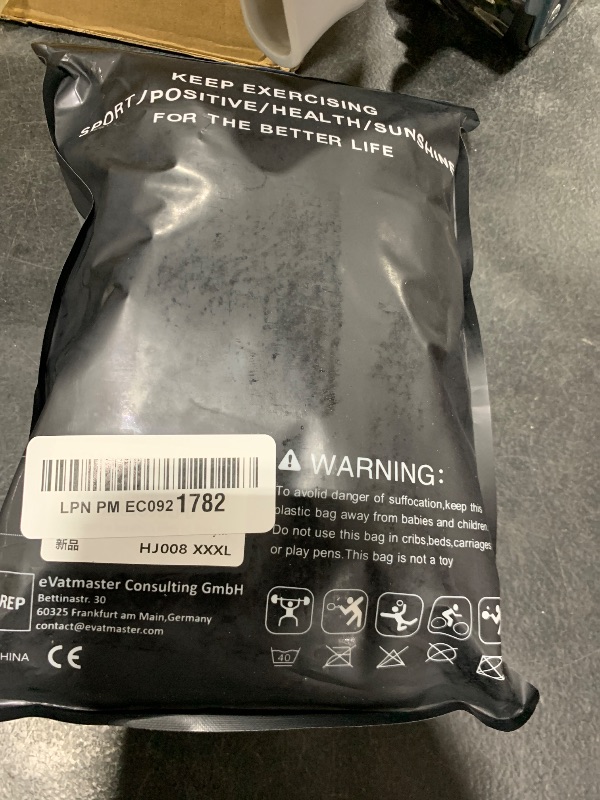 KEEP EXERCISING
SPORT/POSITIVE/HEALTH/SUNSHINE
FOR THE BETTER LIFE
LPN PM EC092 1782
新品
HJ008 XXXL
WARNING:
To avolid danger of suffocation,keep this
plastic bag away from babies and children.
Do not use this bag in cribs,beds,carriages
or play pens.This bag is not a toy
REP
eVatmaster Consulting GmbH
Bettinastr. 30
60325 Frankfurt am Main,Germany
contact@evatmaster.com
HINA
CE
40